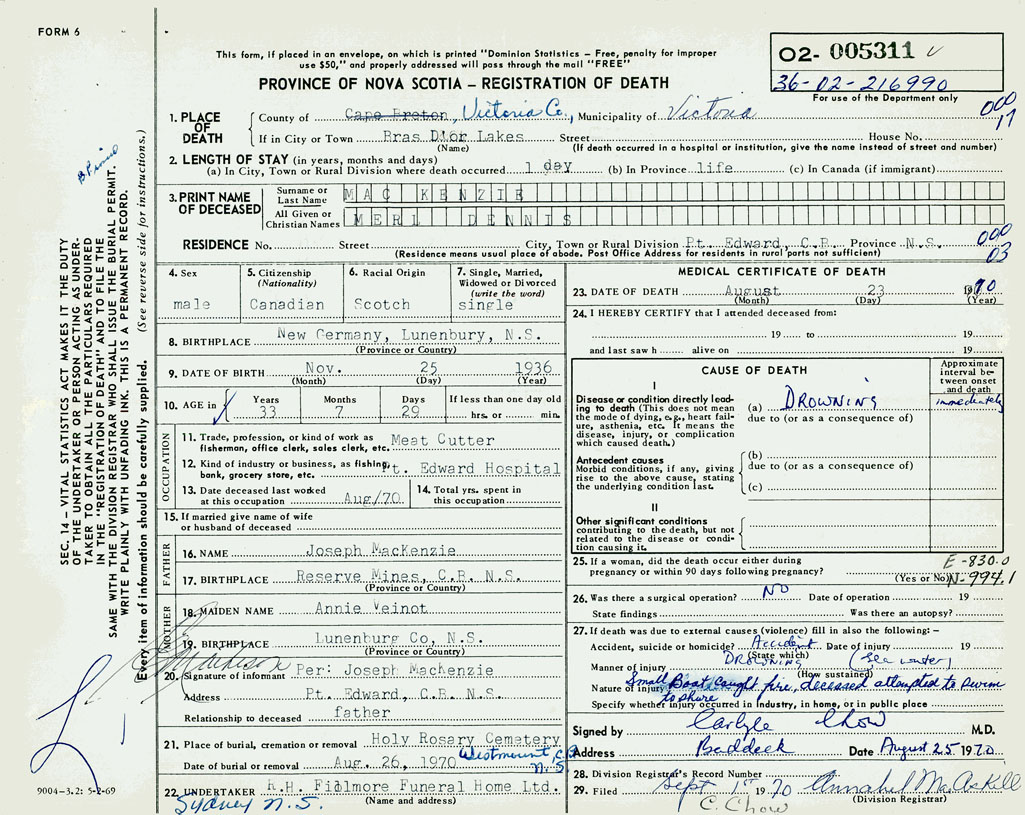 FORM 6
This form, if placed in an envelope, on which is printed "Dominion Statistics – Free, penalty for improper
use $50," and properly addressed will pass through the mail "FREE"
PROVINCE OF NOVA SCOTIA – REGISTRATION OF DEATH
O2- 005311
36-02-216990
For use of the Department only
000
17
1. PLACE OF DEATH
County of Cape Breton, Victoria Co., Municipality of Victoria
If in City or Town Bras D'or Lakes Street House No.
(Name) (If death occurred in a hospital or institution, give the name instead of street and number)
2. LENGTH OF STAY (in years, months and days)
(a) In City, Town or Rural Division where death occurred 1 day (b) In Province life (c) In Canada (if immigrant)
3. PRINT NAME OF DECEASED
Surname or Last Name MAC KENZIE
All Given or Christian Names MERL DENNIS
RESIDENCE No. Street City, Town or Rural Division Pt. Edward, C.B. Province N.S.
(Residence means usual place of abode. Post Office Address for residents in rural parts not sufficient)
000
03
4. Sex
male
5. Citizenship (Nationality)
Canadian
6. Racial Origin
Scotch
7. Single, Married, Widowed or Divorced (write the word)
single
8. BIRTHPLACE New Germany, Lunenbury, N.S.
(Province or Country)
9. DATE OF BIRTH Nov. 25 1936
(Month) (Day) (Year)
10. AGE in
Years Months Days If less than one day old
33 7 29 hrs. or min.
OCCUPATION
11. Trade, profession, or kind of work as Meat Cutter
fisherman, office clerk, sales clerk, etc.
12. Kind of industry or business, as fishing, Pt. Edward Hospital
bank, grocery store, etc.
13. Date deceased last worked at this occupation Aug/70
14. Total yrs. spent in this occupation
15. If married give name of wife
or husband of deceased
FATHER
16. NAME Joseph MacKenzie
17. BIRTHPLACE Reserve Mines, C.B. N.S.
(Province or Country)
MOTHER
18. MAIDEN NAME Annie Veinot
19. BIRTHPLACE Lunenburg Co, N.S.
(Province or Country)
20. Signature of informant Per: Joseph MacKenzie
Address Pt. Edward, C.B. N.S.
Relationship to deceased father
21. Place of burial, cremation or removal Holy Rosary Cemetery
Westmount C.B. N.S.
Date of burial or removal Aug. 26, 1970
22. UNDERTAKER R.H. Fillmore Funeral Home Ltd.
(Name and address)
Sydney N.S.
MEDICAL CERTIFICATE OF DEATH
23. DATE OF DEATH August 23 1970
(Month) (Day) (Year)
24. I HEREBY CERTIFY that I attended deceased from:
19 to 19
and last saw h alive on 19
CAUSE OF DEATH
Approximate interval between onset and death
I
Disease or condition directly leading to death (This does not mean the mode of dying, e.g., heart failure, asthenia, etc. It means the disease, injury, or complication which caused death.)
(a) DROWNING
immediately
due to (or as a consequence of)
Antecedent causes
Morbid conditions, if any, giving rise to the above cause, stating the underlying condition last.
(b)
due to (or as a consequence of)
(c)
II
Other significant conditions
contributing to the death, but not related to the disease or condition causing it.
25. If a woman, did the death occur either during
pregnancy or within 90 days following pregnancy?
(Yes or No)
E-830.0
N-994.1
26. Was there a surgical operation? NO Date of operation 19
State findings Was there an autopsy?
27. If death was due to external causes (violence) fill in also the following: –
Accident, suicide or homicide? Accident Date of injury 19
(State which)
Manner of injury DROWNING (sea water)
(How sustained)
Nature of injury Small Boat caught fire, deceased attempted to swim
to shore
Specify whether injury occurred in industry, in home, or in public place
Signed by Carlyle Chow M.D.
Address Baddeck Date August 25 1970
28. Division Registrar's Record Number
29. Filed Sept 1st 1970 Annabel MacAskill
(Division Registrar)
C. Chow
SEC. 14 – VITAL STATISTICS ACT MAKES IT THE DUTY
OF THE UNDERTAKER OR PERSON ACTING AS UNDER-
TAKER TO OBTAIN ALL THE PARTICULARS REQUIRED
IN THE "REGISTRATION OF DEATH" AND TO FILE THE
SAME WITH THE DIVISION REGISTRAR WHO SHALL ISSUE THE BURIAL PERMIT.
WRITE PLAINLY WITH UNFADING INK. THIS IS A PERMANENT RECORD.
Every item of information should be carefully supplied. (See reverse side for instructions.)
9004-3.2: 5-2-69